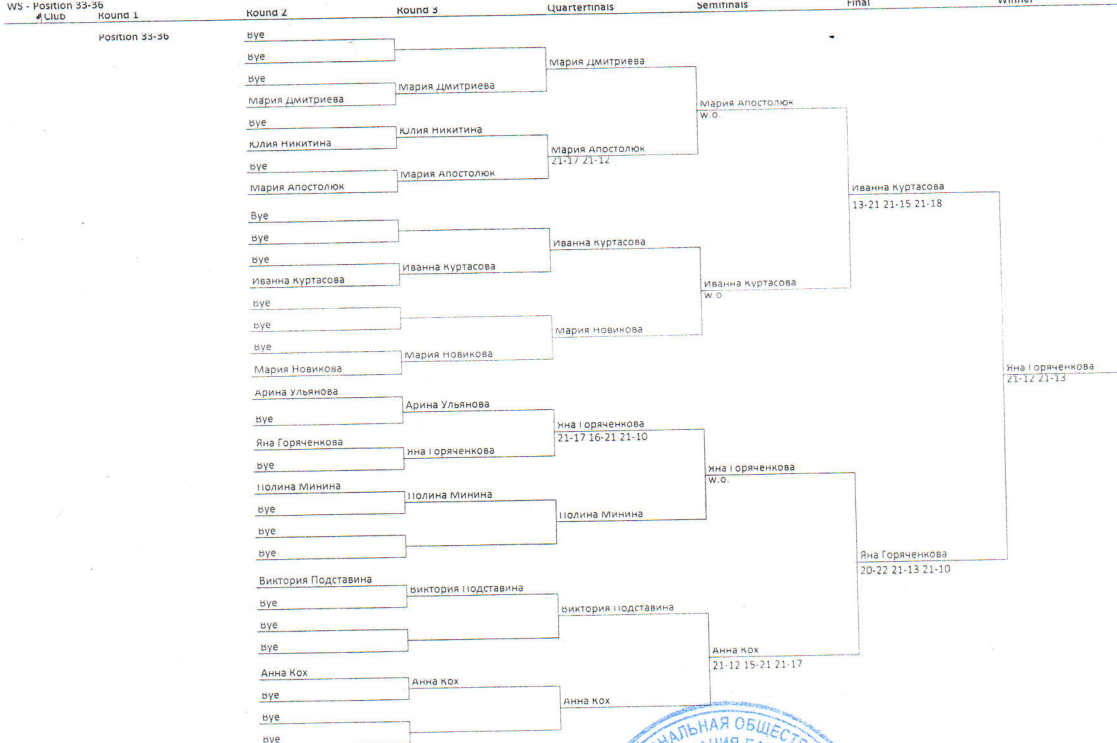 WS - Position 33-36
Club Round 1 Round 2 Round 3 Quarterfinals Semifinals Final Winner
Position 33-36
Bye
Bye
Bye
Мария Дмитриева
Bye
Юлия Никитина
Bye
Мария Апостолюк
Bye
Bye
Bye
Иванна Куртасова
Bye
Bye
Bye
Мария Новикова
Арина Ульянова
Bye
Яна Горяченкова
Bye
Полина Минина
Bye
Bye
Bye
Виктория Подставина
Bye
Bye
Bye
Анна Кох
Bye
Bye
Bye
Мария Дмитриева
Юлия Никитина
Мария Апостолюк
Иванна Куртасова
Мария Новикова
Арина Ульянова
Яна Горяченкова
Полина Минина
Виктория Подставина
Анна Кох
Мария Дмитриева
Мария Апостолюк
21-17 21-12
Иванна Куртасова
Мария Новикова
Яна Горяченкова
21-17 16-21 21-10
Полина Минина
Виктория Подставина
Анна Кох
Мария Апостолюк
w.o.
Иванна Куртасова
w.o.
Яна Горяченкова
w.o.
Анна Кох
21-12 15-21 21-17
Иванна Куртасова
13-21 21-15 21-18
Яна Горяченкова
20-22 21-13 21-10
Яна Горяченкова
21-12 21-13